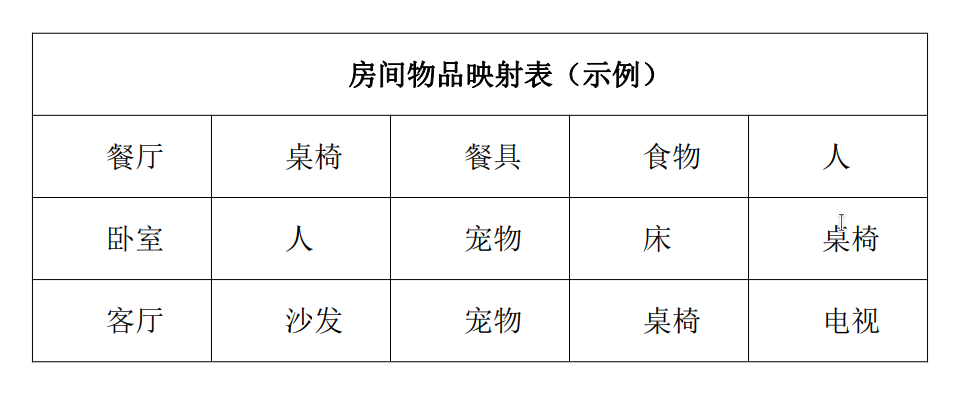 房间物品映射表（示例）
餐厅 桌椅 餐具 食物 人
卧室 人 宠物 床 桌椅
客厅 沙发 宠物 桌椅 电视